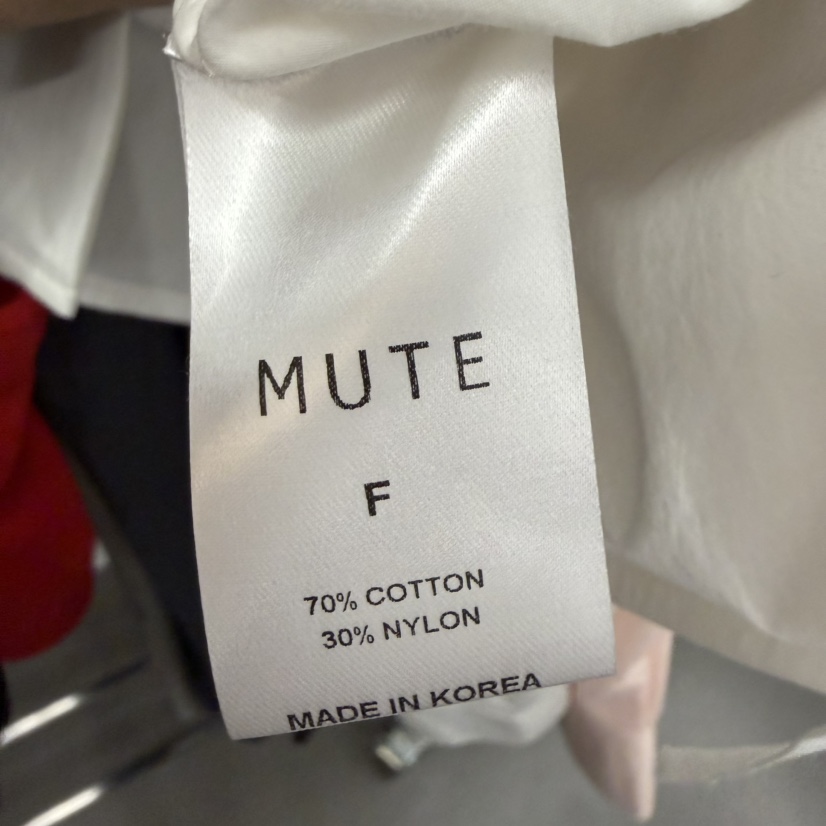 MUTE
F
70% COTTON
30% NYLON
MADE IN KOREA